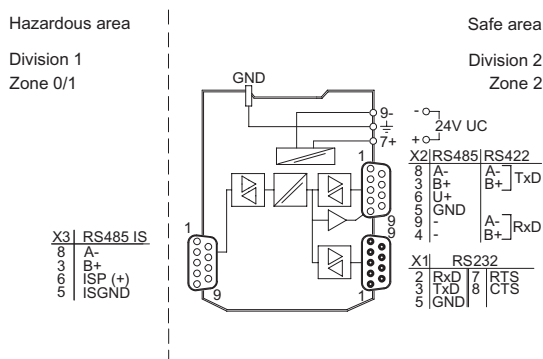 Hazardous area
Safe area
Division 1
Zone 0/1
Division 2
Zone 2
GND
9-
7+
- 
24V UC
+
1
9
9
1
1
9
X2 RS485 RS422
8 A- A- TxD
3 B+ B+
6 U+
5 GND
9 - A- RxD
4 - B+
X3 RS485 IS
8 A-
3 B+
6 ISP (+)
5 ISGND
X1 RS232
2 RxD 7 RTS
3 TxD 8 CTS
5 GND